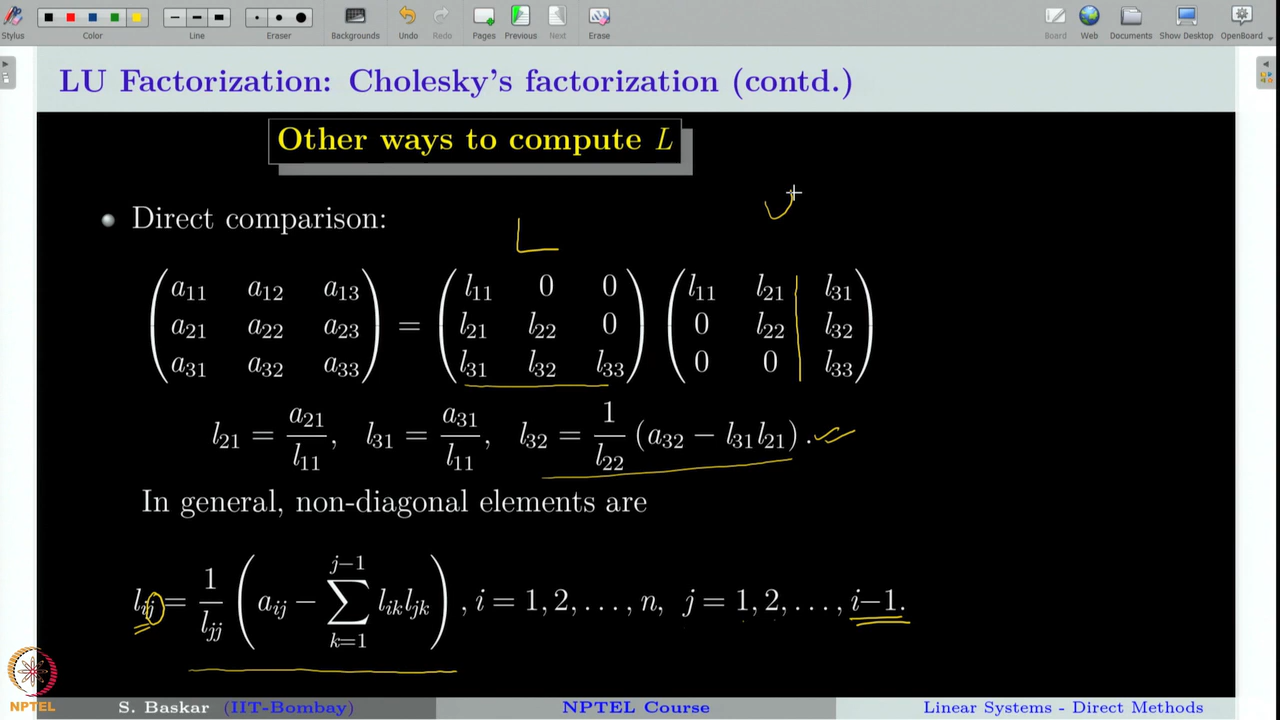 Stylus Color Line Eraser Backgrounds Undo Redo Pages Previous Next Erase Board Web Documents Show Desktop OpenBoard
LU Factorization: Cholesky's factorization (contd.)
Other ways to compute L
Direct comparison:
L
( a11 a12 a13 ) ( l11 0 0 ) ( l11 l21 l31 )
( a21 a22 a23 ) = ( l21 l22 0 ) ( 0 l22 l32 )
( a31 a32 a33 ) ( l31 l32 l33 ) ( 0 0 l33 )
l21 = a21/l11, l31 = a31/l11, l32 = 1/l22 (a32 − l31l21).
In general, non-diagonal elements are
lij = 1/ljj ( aij − ∑_{k=1}^{j−1} lik ljk ), i = 1, 2, . . . , n, j = 1, 2, . . . , i−1.
NPTEL
S. Baskar (IIT-Bombay) NPTEL Course Linear Systems - Direct Methods